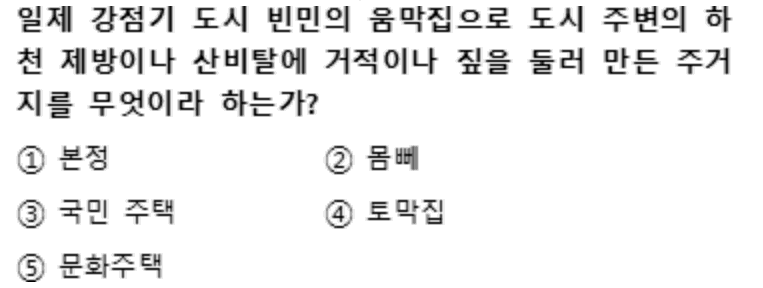 일제 강점기 도시 빈민의 움막집으로 도시 주변의 하
천 제방이나 산비탈에 거적이나 짚을 둘러 만든 주거
지를 무엇이라 하는가?
① 본정 ② 몸뻬
③ 국민 주택 ④ 토막집
⑤ 문화주택